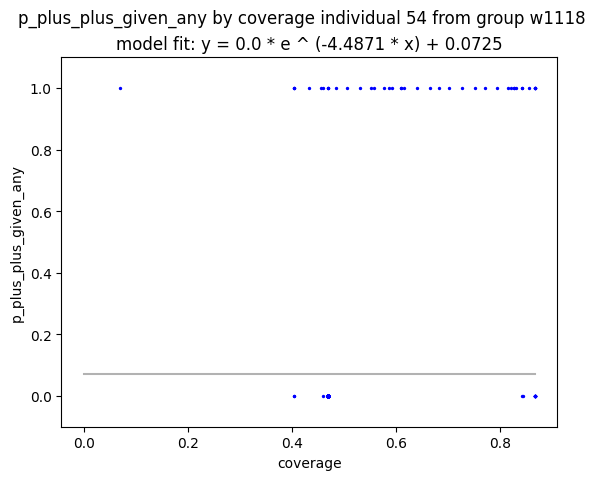 p_plus_plus_given_any by coverage individual 54 from group w1118
model fit: y = 0.0 * e ^ (-4.4871 * x) + 0.0725
1.0
0.8
0.6
0.4
0.2
0.0
p_plus_plus_given_any
0.0 0.2 0.4 0.6 0.8
coverage